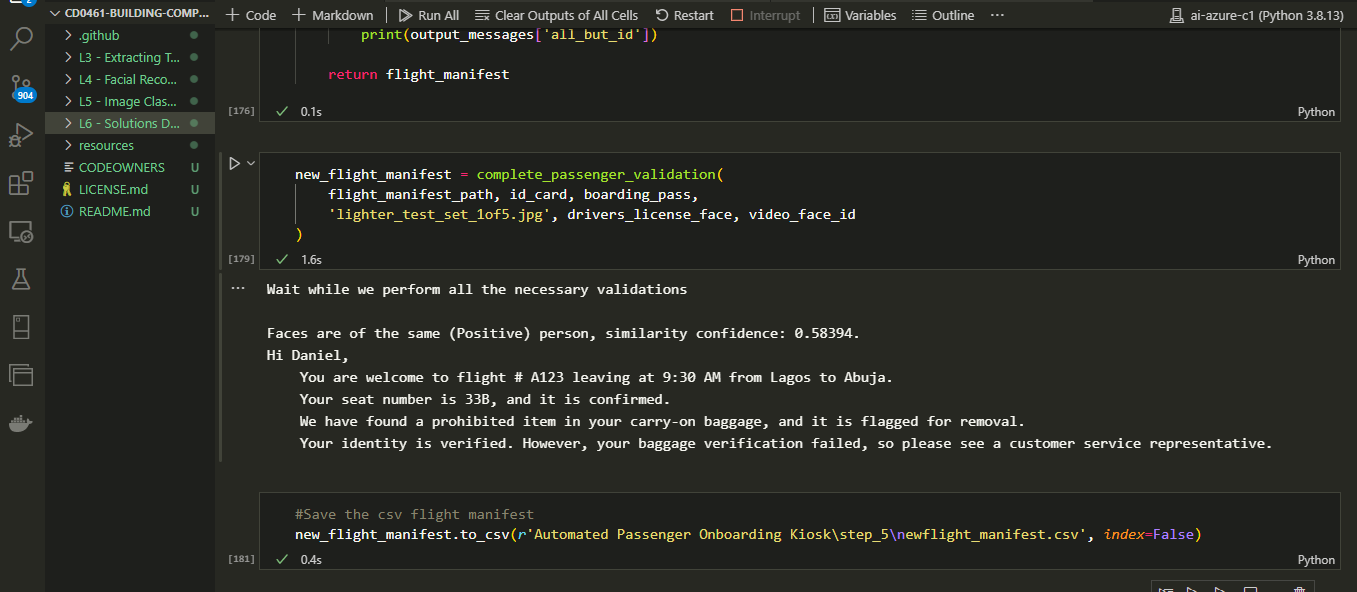 CD0461-BUILDING-COMP...
.github
L3 - Extracting T...
L4 - Facial Reco...
L5 - Image Clas...
L6 - Solutions D...
resources
CODEOWNERS U
LICENSE.md U
README.md U
2
904
+ Code + Markdown Run All Clear Outputs of All Cells Restart Interrupt Variables Outline ... ai-azure-c1 (Python 3.8.13)
print(output_messages['all_but_id'])
return flight_manifest
[176] ✓ 0.1s Python
new_flight_manifest = complete_passenger_validation(
flight_manifest_path, id_card, boarding_pass,
'lighter_test_set_1of5.jpg', drivers_license_face, video_face_id
)
[179] ✓ 1.6s Python
... Wait while we perform all the necessary validations
Faces are of the same (Positive) person, similarity confidence: 0.58394.
Hi Daniel,
You are welcome to flight # A123 leaving at 9:30 AM from Lagos to Abuja.
Your seat number is 33B, and it is confirmed.
We have found a prohibited item in your carry-on baggage, and it is flagged for removal.
Your identity is verified. However, your baggage verification failed, so please see a customer service representative.
#Save the csv flight manifest
new_flight_manifest.to_csv(r'Automated Passenger Onboarding Kiosk\step_5\newflight_manifest.csv', index=False)
[181] ✓ 0.4s Python